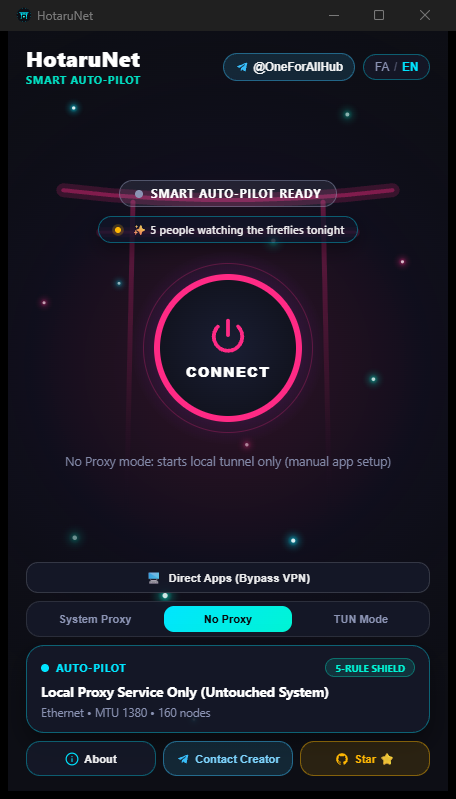 HotaruNet
HotaruNet
SMART AUTO-PILOT
@OneForAllHub
FA / EN
SMART AUTO-PILOT READY
✨ 5 people watching the fireflies tonight
CONNECT
No Proxy mode: starts local tunnel only (manual app setup)
Direct Apps (Bypass VPN)
System Proxy
No Proxy
TUN Mode
AUTO-PILOT
5-RULE SHIELD
Local Proxy Service Only (Untouched System)
Ethernet • MTU 1380 • 160 nodes
About
Contact Creator
Star ⭐